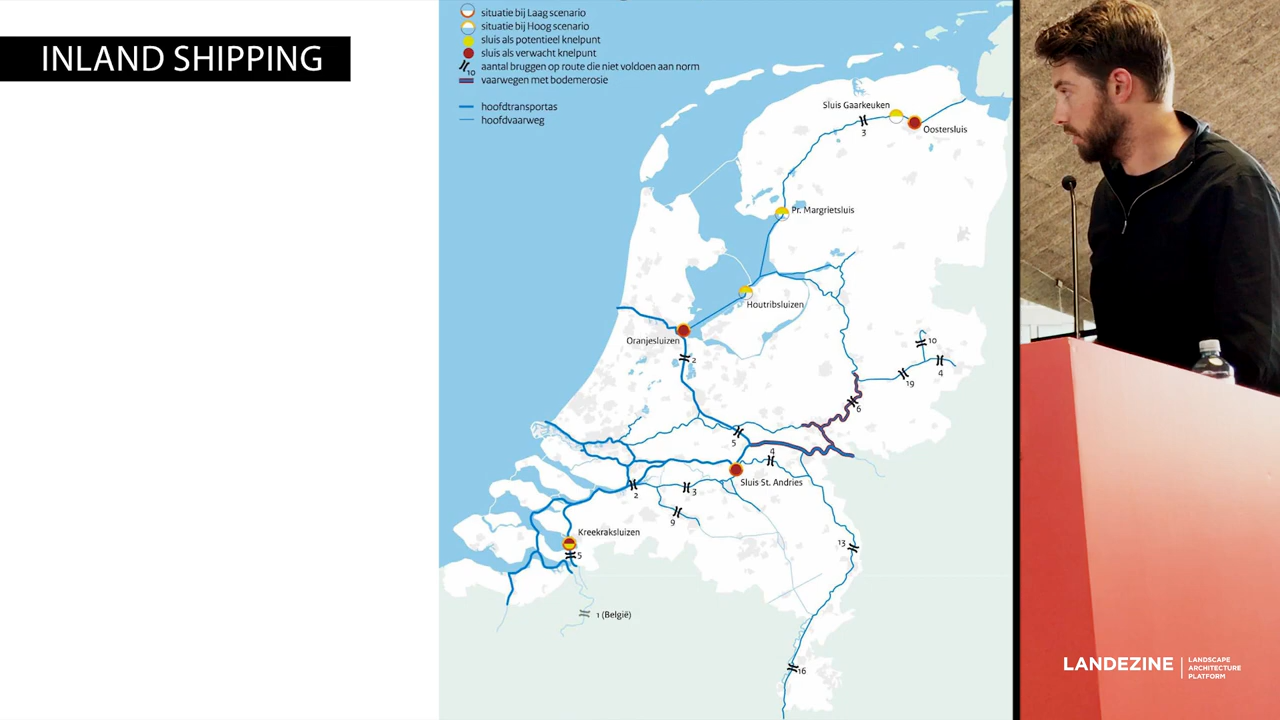 INLAND SHIPPING
situatie bij Laag scenario
situatie bij Hoog scenario
sluis als potentieel knelpunt
sluis als verwacht knelpunt
10
aantal bruggen op route die niet voldoen aan norm
vaarwegen met bodemerosie
hoofdtransportas
hoofdvaarweg
Sluis Gaarkeuken
3
Oostersluis
Pr. Margrietsluis
Houtribsluizen
Oranjesluizen
2
10
4
19
6
5
4
Sluis St. Andries
2
3
9
Kreekraksluizen
5
13
1 (België)
16
LANDEZINE
LANDSCAPE
ARCHITECTURE
PLATFORM